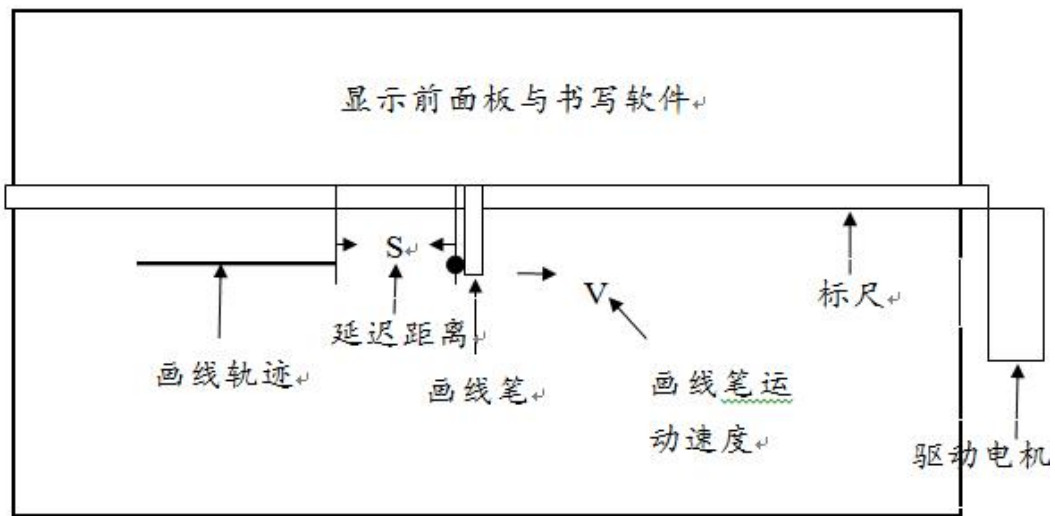 显示前面板与书写软件
S
V
标尺
延迟距离
画线轨迹
画线笔
画线笔运
动速度
驱动电机